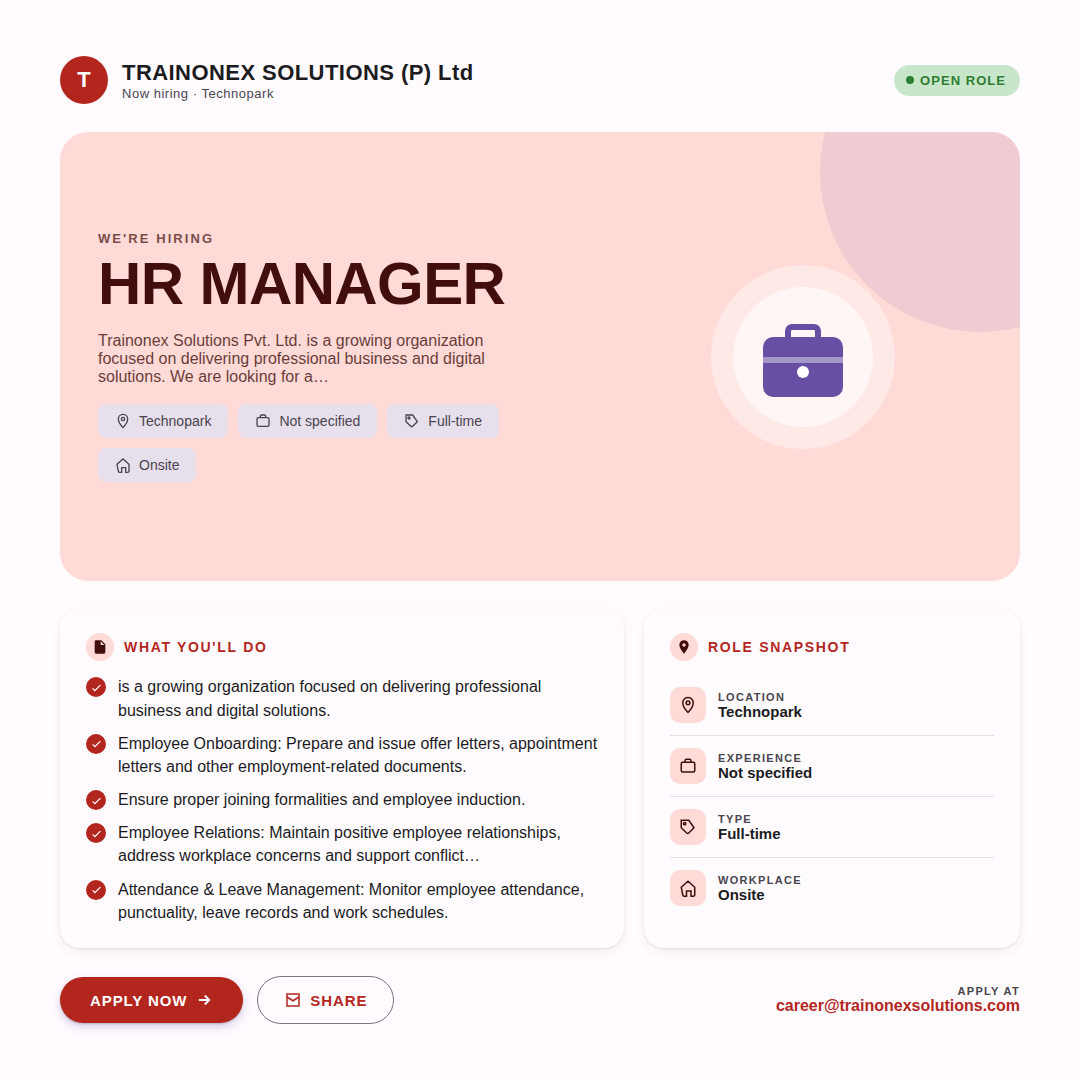 T
TRAINONEX SOLUTIONS (P) Ltd
Now hiring · Technopark
OPEN ROLE
WE'RE HIRING
HR MANAGER
Trainonex Solutions Pvt. Ltd. is a growing organization
focused on delivering professional business and digital
solutions. We are looking for a…
Technopark
Not specified
Full-time
Onsite
WHAT YOU'LL DO
is a growing organization focused on delivering professional
business and digital solutions.
Employee Onboarding: Prepare and issue offer letters, appointment
letters and other employment-related documents.
Ensure proper joining formalities and employee induction.
Employee Relations: Maintain positive employee relationships,
address workplace concerns and support conflict…
Attendance & Leave Management: Monitor employee attendance,
punctuality, leave records and work schedules.
ROLE SNAPSHOT
LOCATION
Technopark
EXPERIENCE
Not specified
TYPE
Full-time
WORKPLACE
Onsite
APPLY NOW
SHARE
APPLY AT
career@trainonexsolutions.com